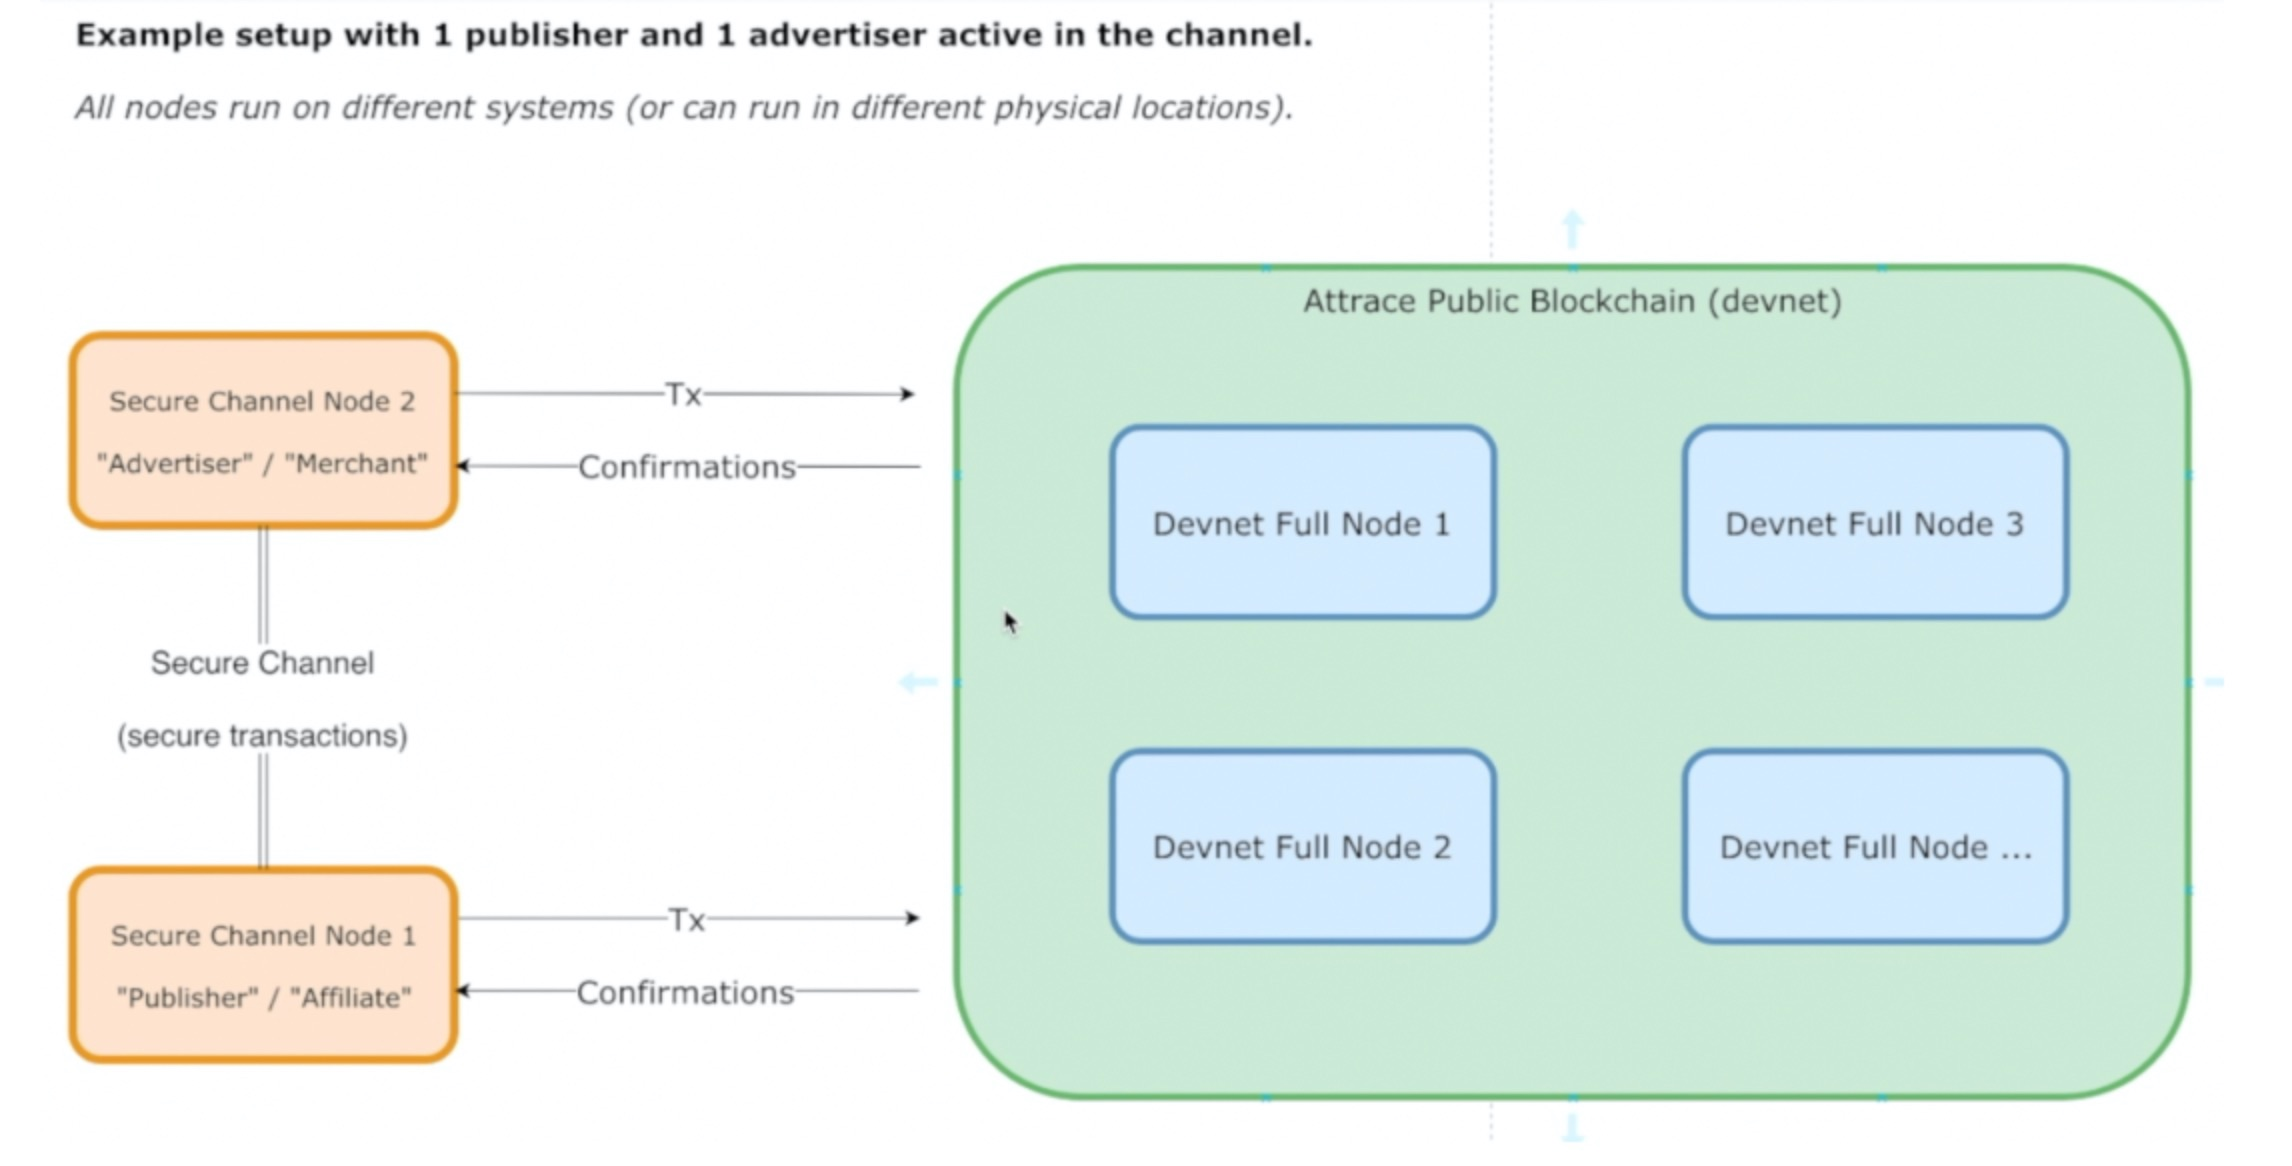 Example setup with 1 publisher and 1 advertiser active in the channel.
All nodes run on different systems (or can run in different physical locations).
Attrace Public Blockchain (devnet)
Secure Channel Node 2
"Advertiser" / "Merchant"
Tx
Confirmations
Devnet Full Node 1
Devnet Full Node 3
Secure Channel
(secure transactions)
Devnet Full Node 2
Devnet Full Node ...
Secure Channel Node 1
"Publisher" / "Affiliate"
Tx
Confirmations